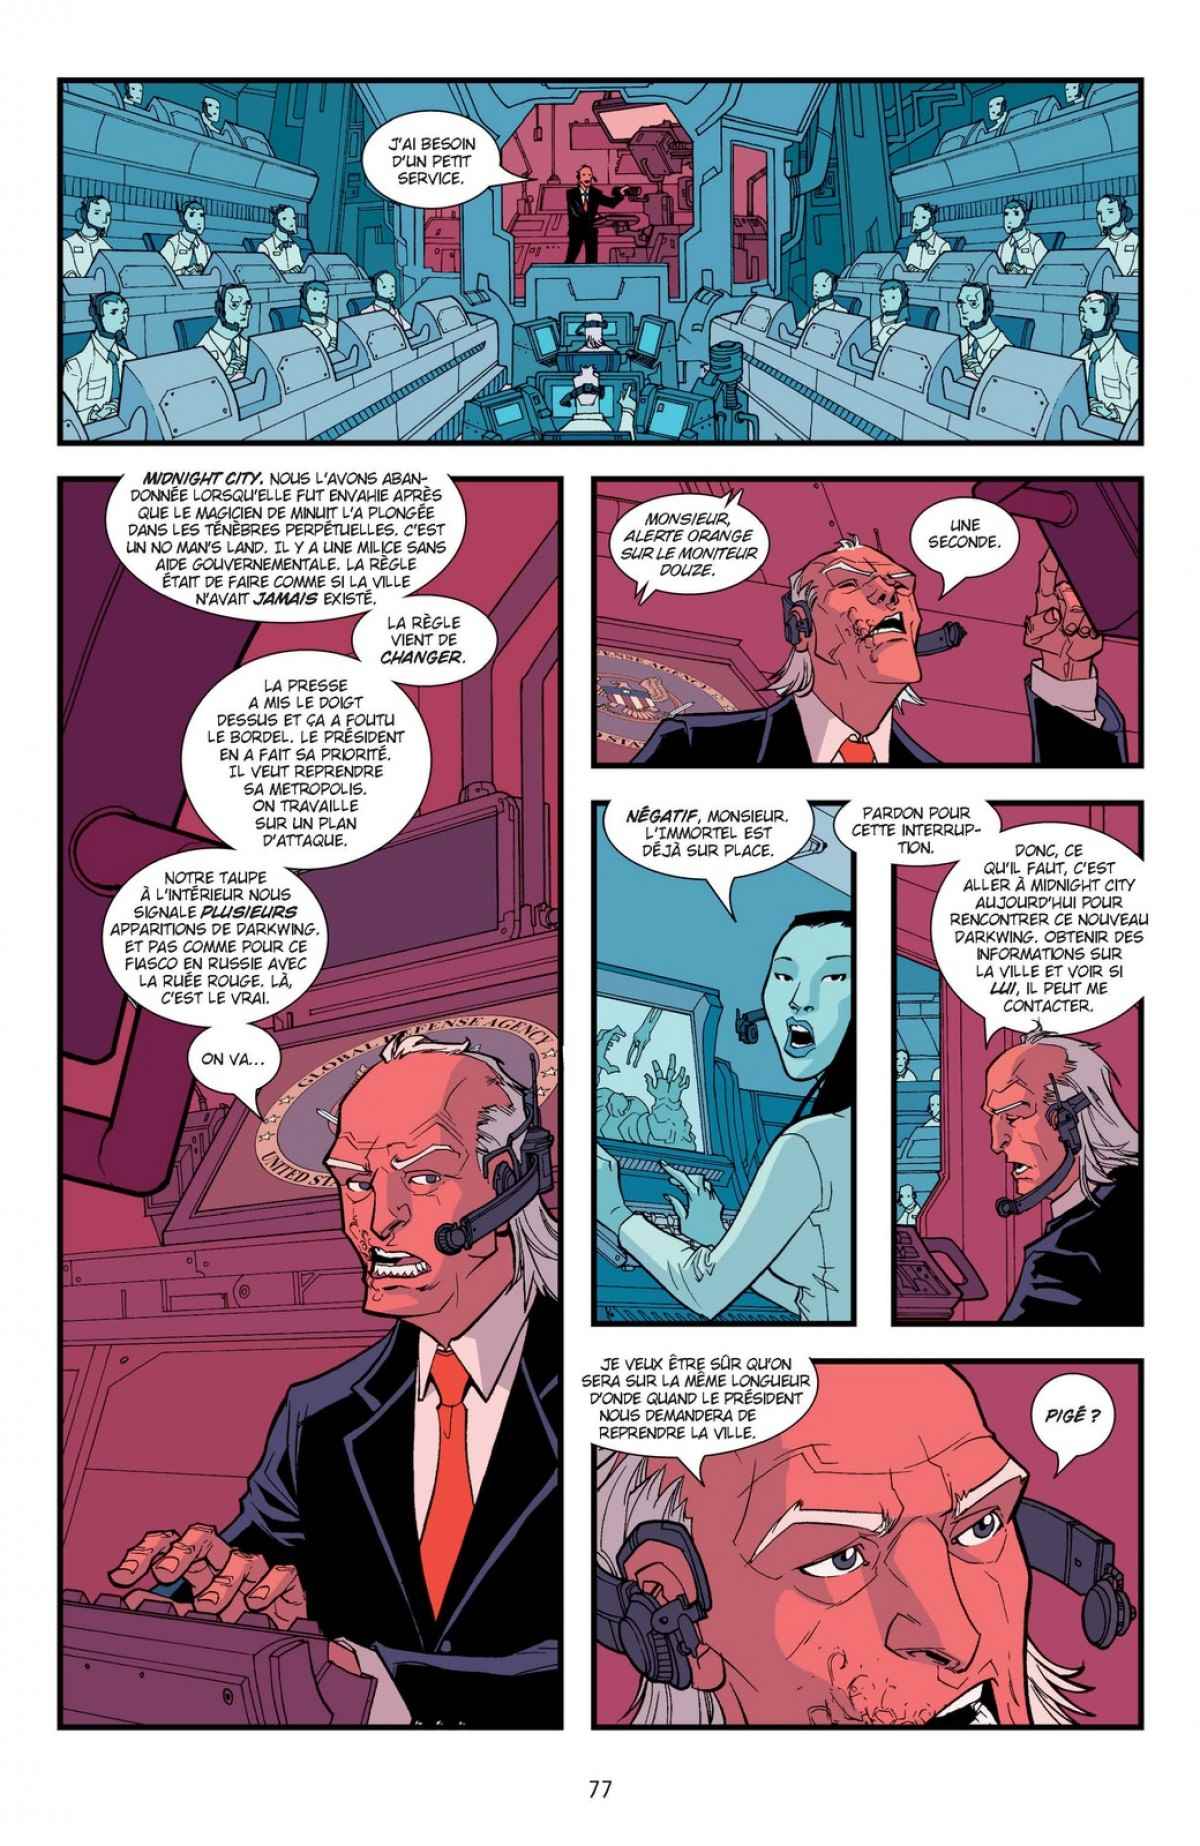 J'AI BESOIN
D'UN PETIT
SERVICE.
MIDNIGHT CITY. NOUS L'AVONS ABAN-
DONNÉE LORSQU'ELLE FUT ENVAHIE APRÈS
QUE LE MAGICIEN DE MINUIT L'A PLONGÉE
DANS LES TÉNÈBRES PERPÉTUELLES. C'EST
UN NO MAN'S LAND. IL Y A UNE MILICE SANS
AIDE GOUVERNEMENTALE. LA RÈGLE
ÉTAIT DE FAIRE COMME SI LA VILLE
N'AVAIT JAMAIS EXISTÉ.
LA RÈGLE
VIENT DE
CHANGER.
LA PRESSE
A MIS LE DOIGT
DESSUS ET ÇA A FOUTU
LE BORDEL. LE PRÉSIDENT
EN A FAIT SA PRIORITÉ.
IL VEUT REPRENDRE
SA METROPOLIS.
ON TRAVAILLE
SUR UN PLAN
D'ATTAQUE.
NOTRE TAUPE
À L'INTÉRIEUR NOUS
SIGNALE PLUSIEURS
APPARITIONS DE DARKWING.
ET PAS COMME POUR CE
FIASCO EN RUSSIE AVEC
LA RUÉE ROUGE. LÀ,
C'EST LE VRAI.
ON VA...
GLOBAL DEFENSE AGENCY
UNITED S
MONSIEUR,
ALERTE ORANGE
SUR LE MONITEUR
DOUZE.
UNE
SECONDE.
NSE AGENCY
NÉGATIF, MONSIEUR.
L'IMMORTEL EST
DÉJÀ SUR PLACE.
PARDON POUR
CETTE INTERRUP-
TION.
DONC, CE
QU'IL FAUT, C'EST
ALLER À MIDNIGHT CITY
AUJOURD'HUI POUR
RENCONTRER CE NOUVEAU
DARKWING. OBTENIR DES
INFORMATIONS SUR
LA VILLE ET VOIR SI
LUI, IL PEUT ME
CONTACTER.
JE VEUX ÊTRE SÛR QU'ON
SERA SUR LA MÊME LONGUEUR
D'ONDE QUAND LE PRÉSIDENT
NOUS DEMANDERA DE
REPRENDRE LA VILLE.
PIGÉ ?
77